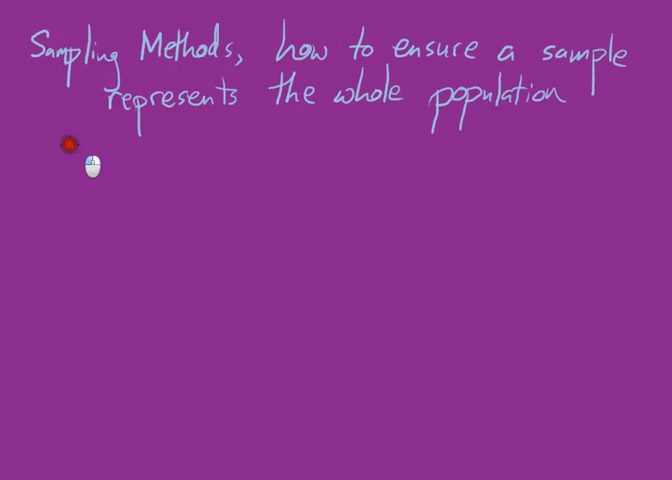 Sampling Methods, how to ensure a sample
represents the whole population